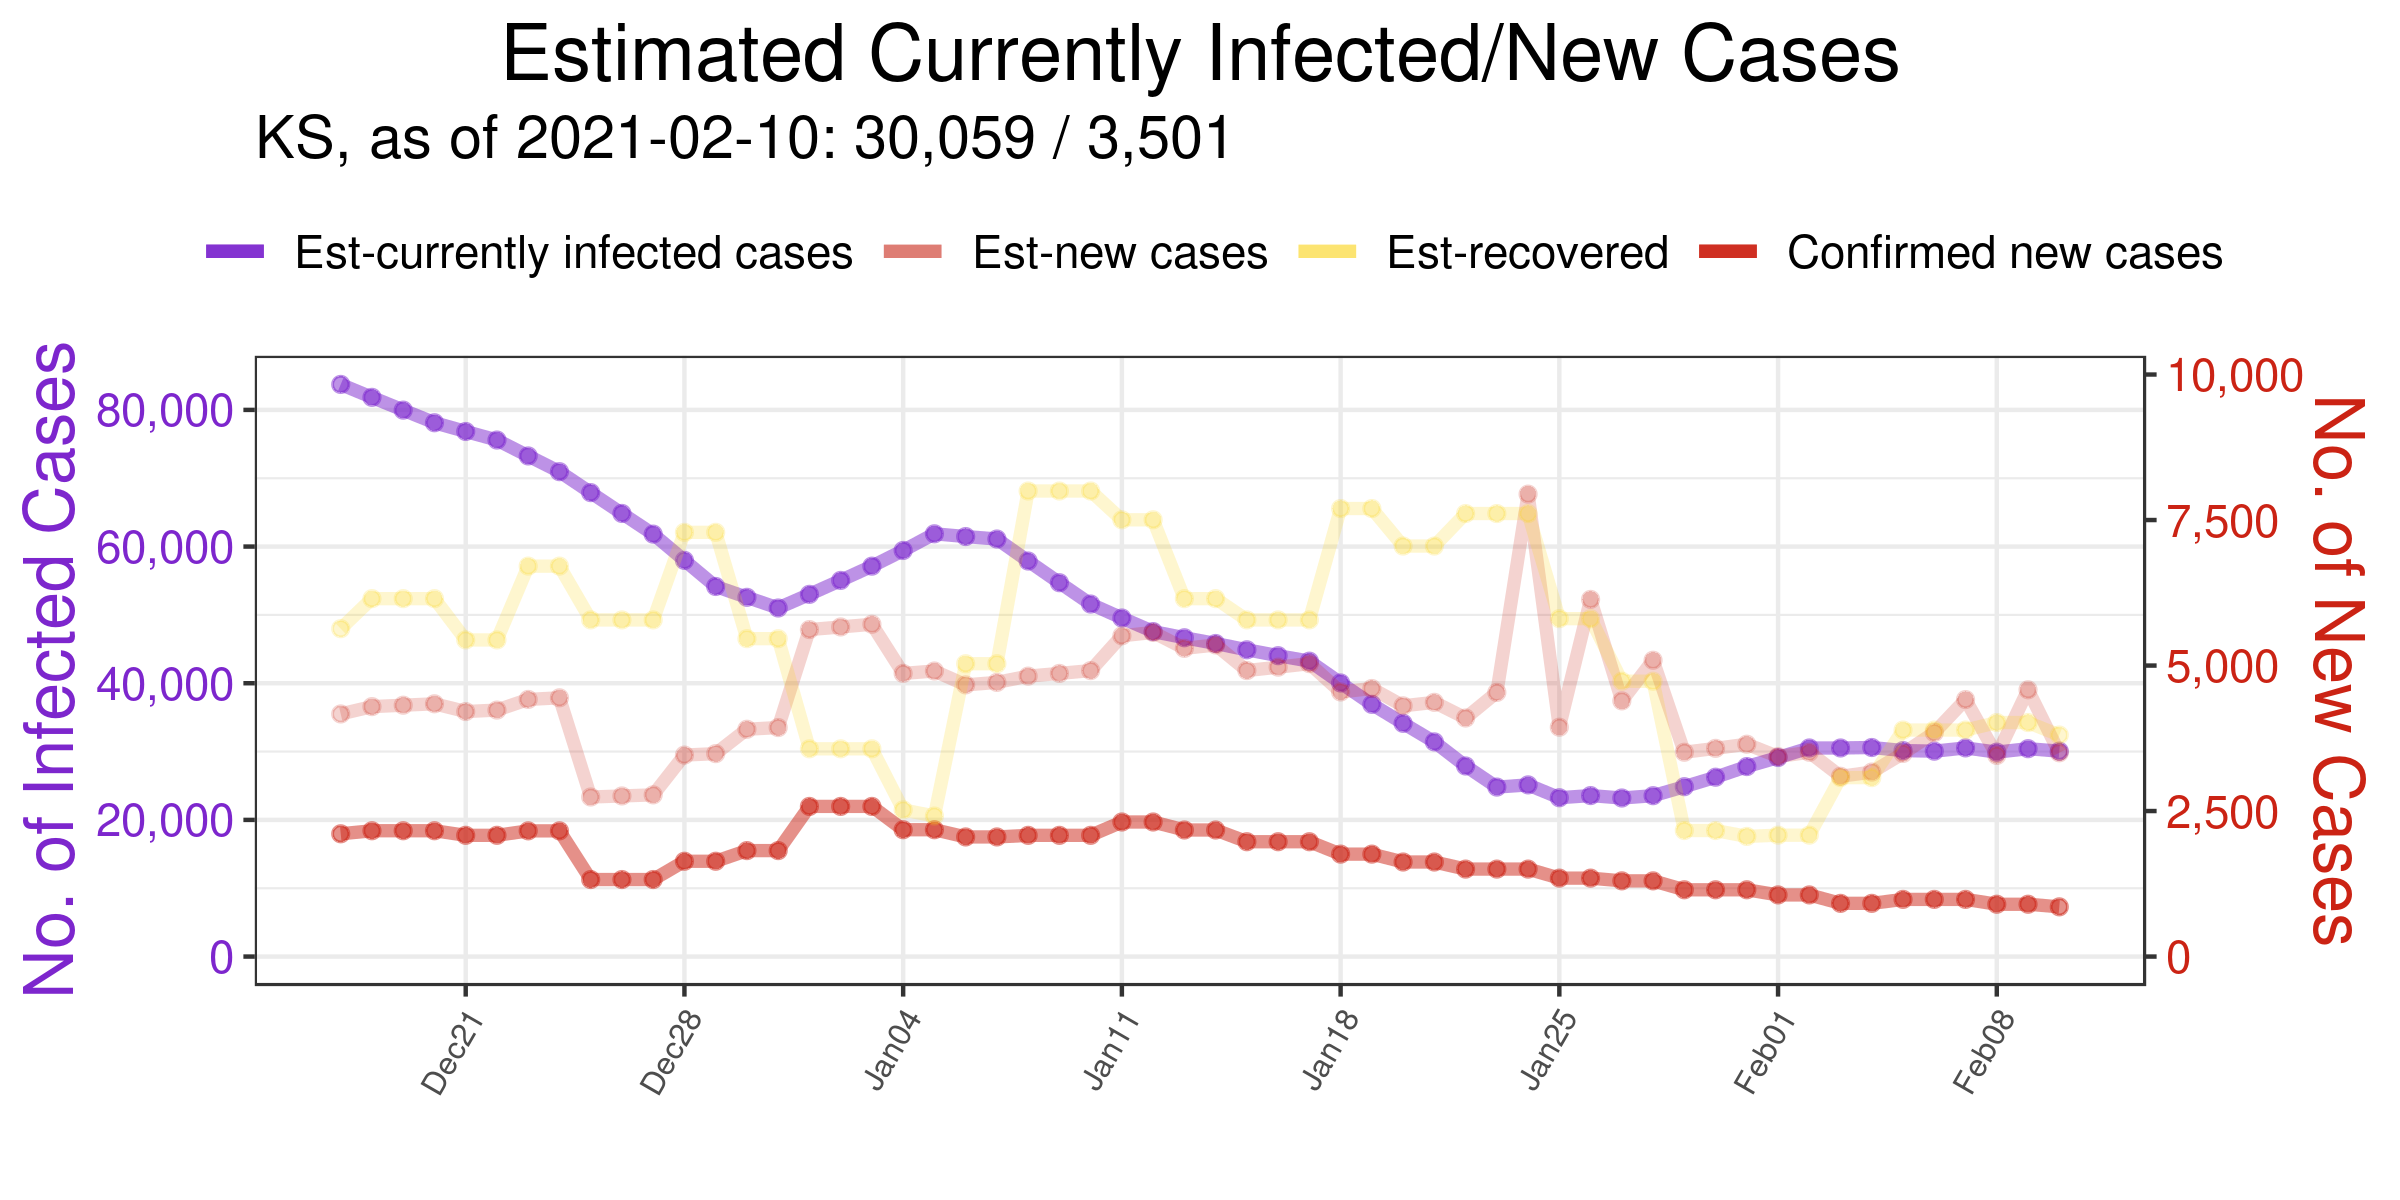 Estimated Currently Infected/New Cases
KS, as of 2021-02-10: 30,059 / 3,501
Est-currently infected cases Est-new cases Est-recovered Confirmed new cases
No. of Infected Cases
80,000
60,000
40,000
20,000
0
10,000
7,500
5,000
2,500
0
No. of New Cases
Dec21 Dec28 Jan04 Jan11 Jan18 Jan25 Feb01 Feb08